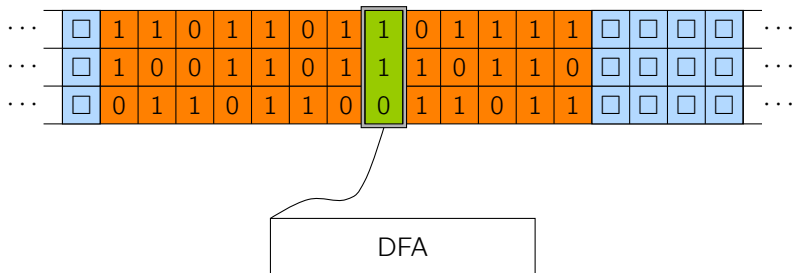 ··· □ 1 1 0 1 1 0 1 1 0 1 1 1 1 □ □ □ □ ···
··· □ 1 0 0 1 1 0 1 1 1 0 1 1 0 □ □ □ □ ···
··· □ 0 1 1 0 1 1 0 0 1 1 0 1 1 □ □ □ □ ···
DFA